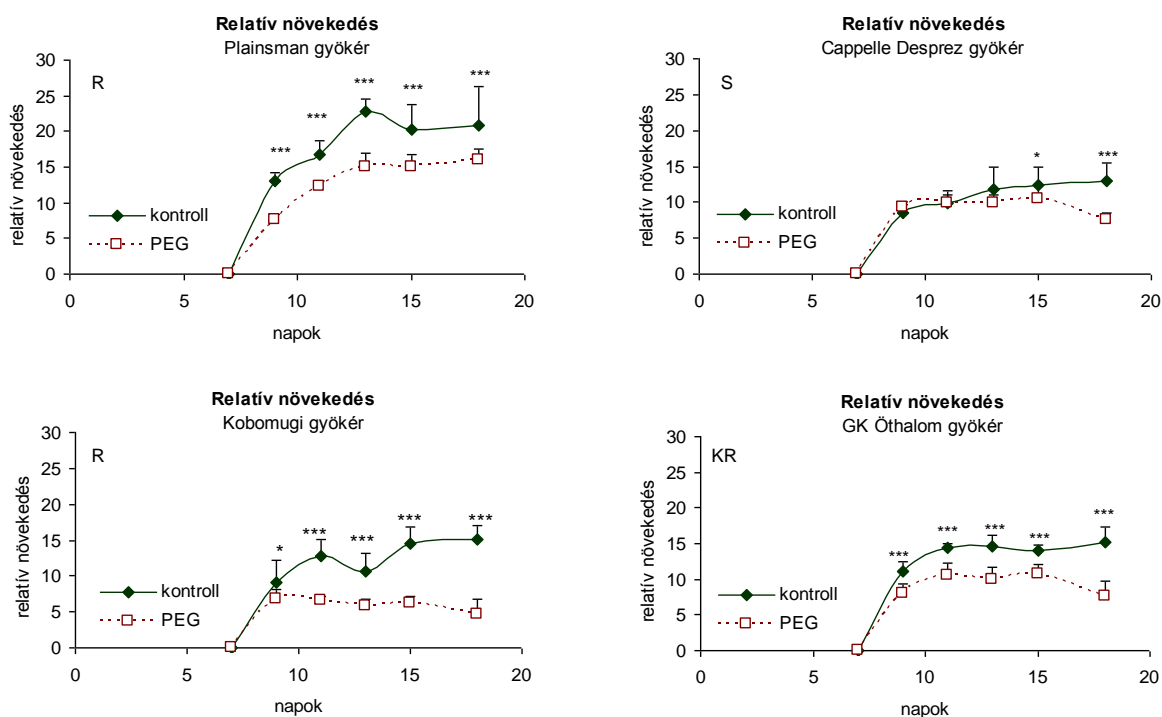 Relatív növekedés
Plainsman gyökér
R
relatív növekedés
30
25
20
15
10
5
0
*** *** *** *** ***
kontroll
PEG
0 5 10 15 20
napok
Relatív növekedés
Cappelle Desprez gyökér
S
relatív növekedés
30
25
20
15
10
5
0
* ***
kontroll
PEG
0 5 10 15 20
napok
Relatív növekedés
Kobomugi gyökér
R
relatív növekedés
30
25
20
15
10
5
0
* *** *** *** ***
kontroll
PEG
0 5 10 15 20
napok
Relatív növekedés
GK Öthalom gyökér
KR
relatív növekedés
30
25
20
15
10
5
0
*** *** *** *** ***
kontroll
PEG
0 5 10 15 20
napok